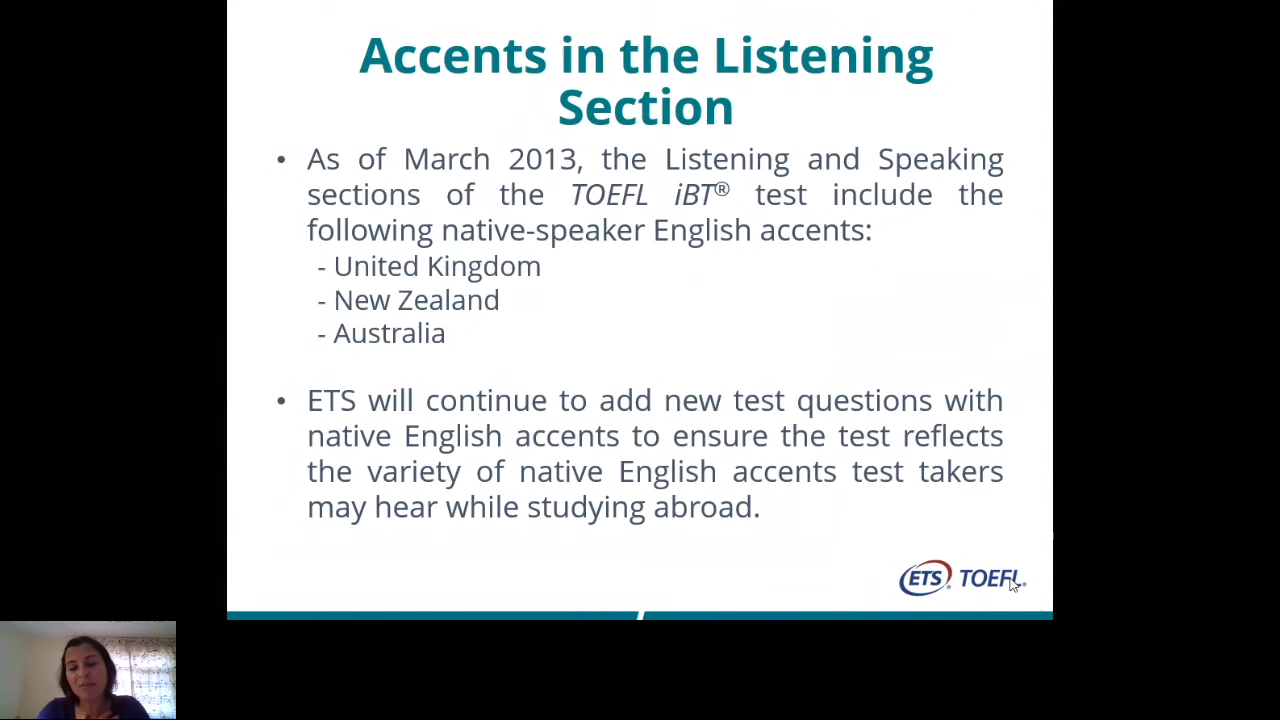 Accents in the Listening
Section
• As of March 2013, the Listening and Speaking
sections of the TOEFL iBT® test include the
following native-speaker English accents:
- United Kingdom
- New Zealand
- Australia
• ETS will continue to add new test questions with
native English accents to ensure the test reflects
the variety of native English accents test takers
may hear while studying abroad.
ETS® TOEFL®